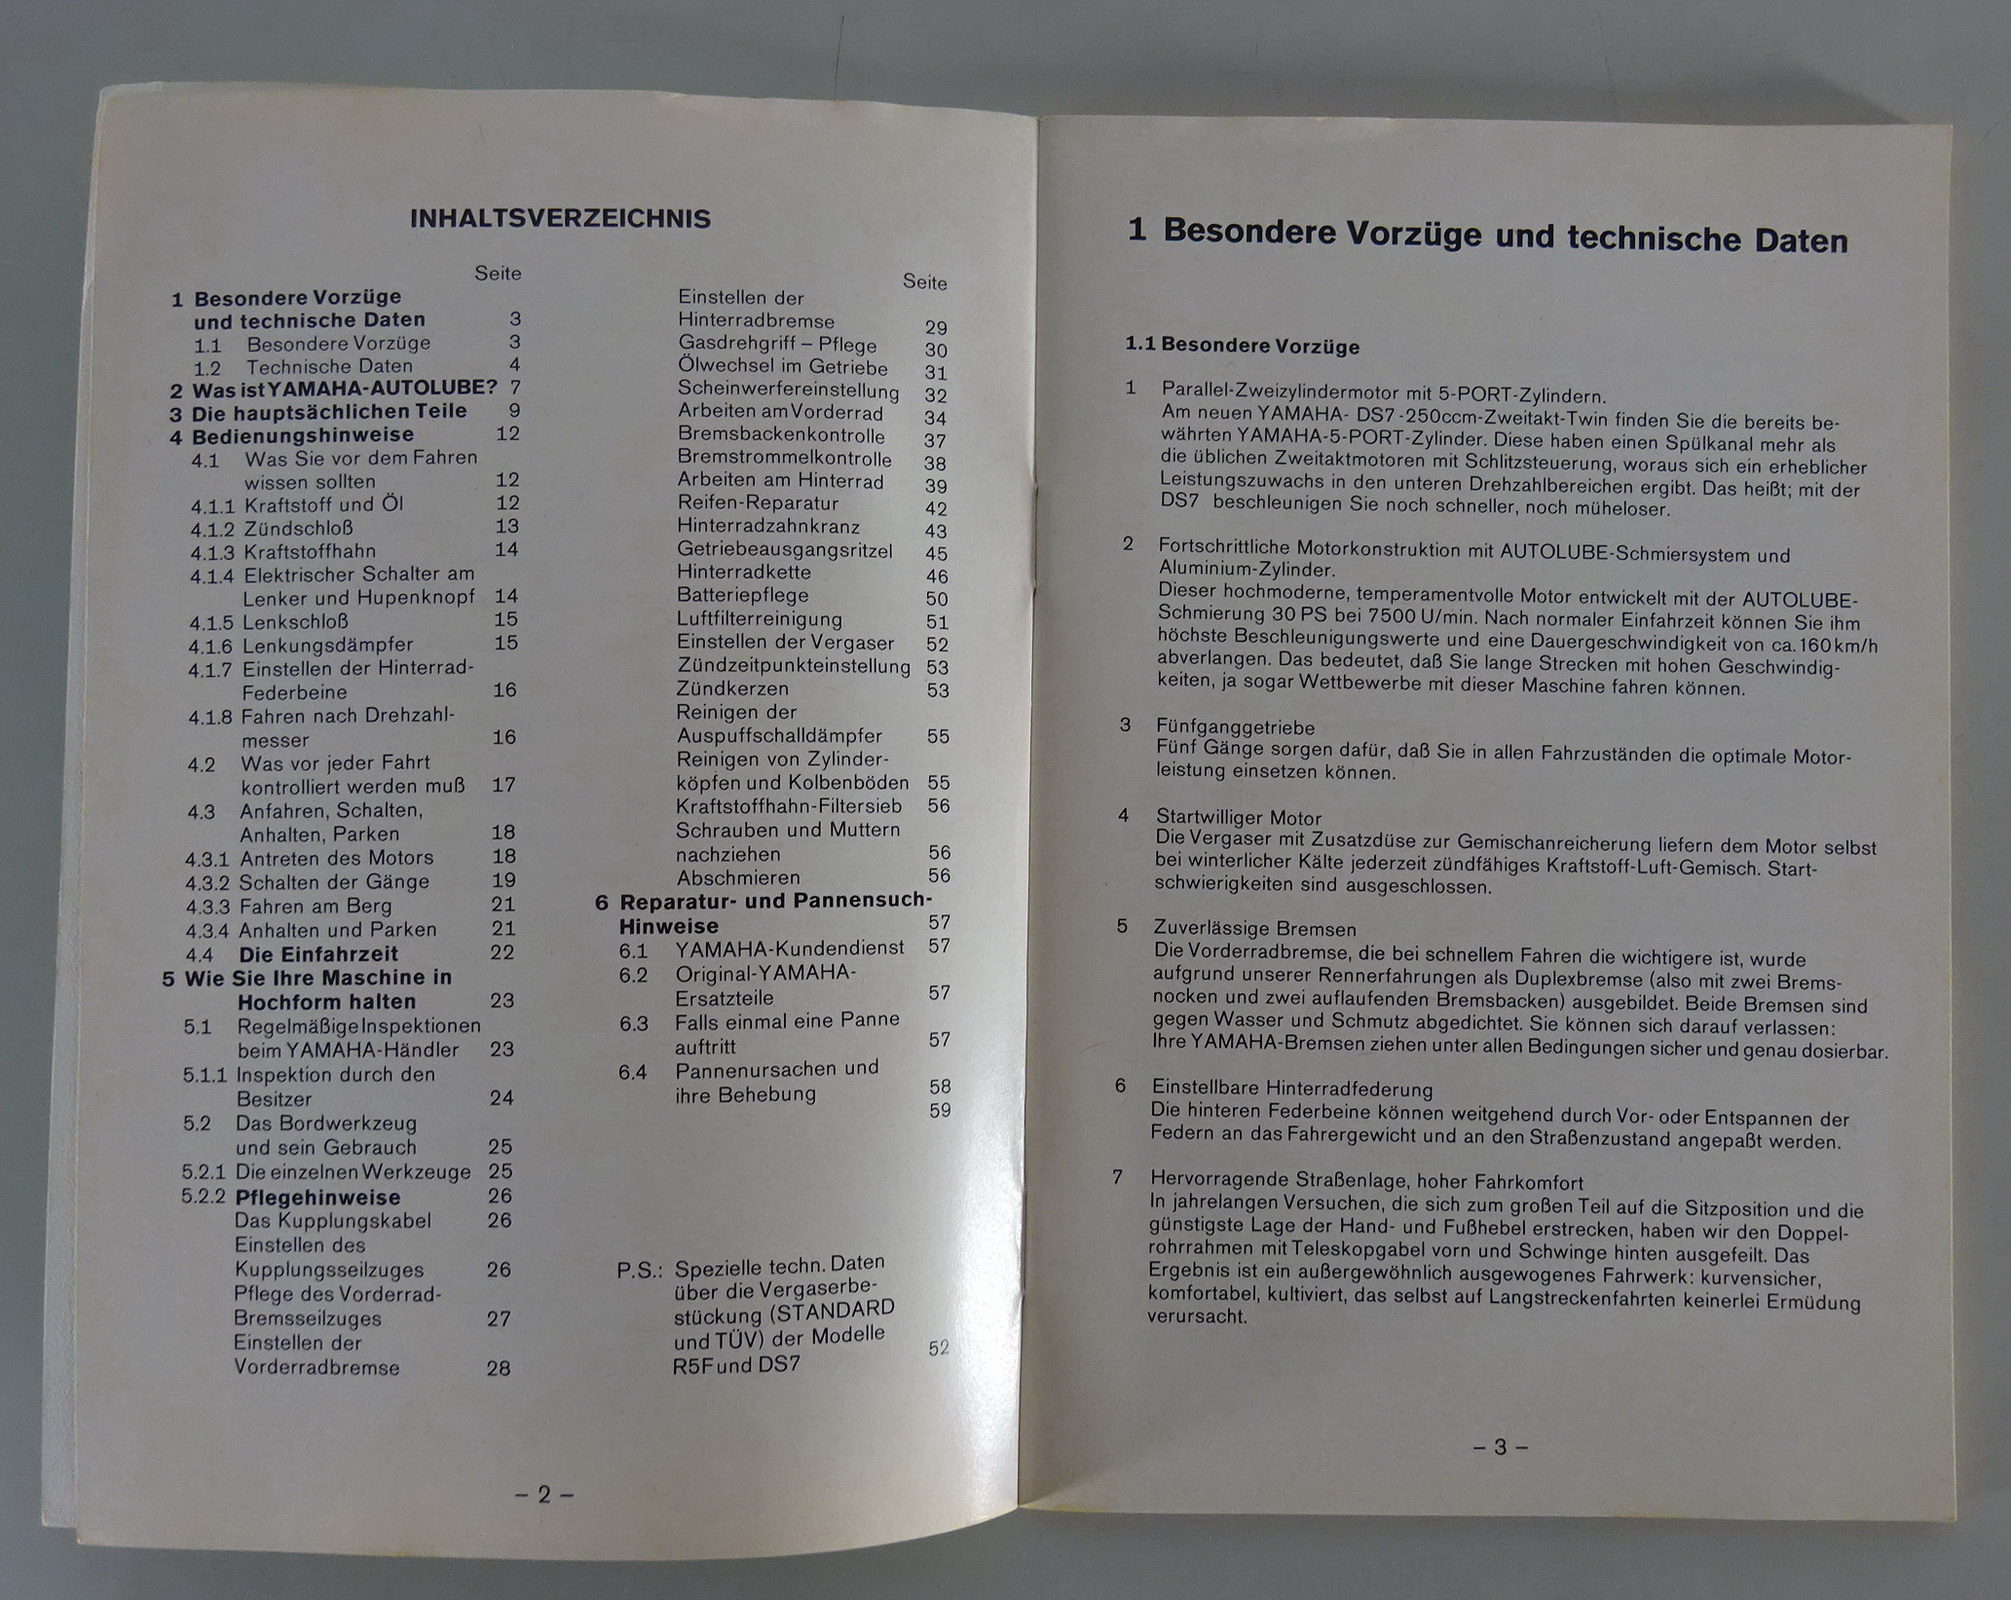 INHALTSVERZEICHNIS
Seite
1 Besondere Vorzüge
und technische Daten 3
1.1 Besondere Vorzüge 3
1.2 Technische Daten 4
2 Was ist YAMAHA-AUTOLUBE? 7
3 Die hauptsächlichen Teile 9
4 Bedienungshinweise 12
4.1 Was Sie vor dem Fahren
wissen sollten 12
4.1.1 Kraftstoff und Öl 12
4.1.2 Zündschloß 13
4.1.3 Kraftstoffhahn 14
4.1.4 Elektrischer Schalter am
Lenker und Hupenknopf 14
4.1.5 Lenkschloß 15
4.1.6 Lenkungsdämpfer 15
4.1.7 Einstellen der Hinterrad-
Federbeine 16
4.1.8 Fahren nach Drehzahl-
messer 16
4.2 Was vor jeder Fahrt
kontrolliert werden muß 17
4.3 Anfahren, Schalten,
Anhalten, Parken 18
4.3.1 Antreten des Motors 18
4.3.2 Schalten der Gänge 19
4.3.3 Fahren am Berg 21
4.3.4 Anhalten und Parken 21
4.4 Die Einfahrzeit 22
5 Wie Sie Ihre Maschine in
Hochform halten 23
5.1 Regelmäßige Inspektionen
beim YAMAHA-Händler 23
5.1.1 Inspektion durch den
Besitzer 24
5.2 Das Bordwerkzeug
und sein Gebrauch 25
5.2.1 Die einzelnen Werkzeuge 25
5.2.2 Pflegehinweise 26
Das Kupplungskabel 26
Einstellen des
Kupplungsseilzuges 26
Pflege des Vorderrad-
Bremsseilzuges 27
Einstellen der
Vorderradbremse 28
Seite
Einstellen der
Hinterradbremse 29
Gasdrehgriff – Pflege 30
Ölwechsel im Getriebe 31
Scheinwerfereinstellung 32
Arbeiten am Vorderrad 34
Bremsbackenkontrolle 37
Bremstrommelkontrolle 38
Arbeiten am Hinterrad 39
Reifen-Reparatur 42
Hinterradzahnkranz 43
Getriebeausgangsritzel 45
Hinterradkette 46
Batteriepflege 50
Luftfilterreinigung 51
Einstellen der Vergaser 52
Zündzeitpunkteinstellung 53
Zündkerzen 53
Reinigen der
Auspuffschalldämpfer 55
Reinigen von Zylinder-
köpfen und Kolbenböden 55
Kraftstoffhahn-Filtersieb 56
Schrauben und Muttern
nachziehen 56
Abschmieren 56
6 Reparatur- und Pannensuch-
Hinweise 57
6.1 YAMAHA-Kundendienst 57
6.2 Original-YAMAHA-
Ersatzteile 57
6.3 Falls einmal eine Panne
auftritt 57
6.4 Pannenursachen und
ihre Behebung 58
59
P.S.: Spezielle techn. Daten
über die Vergaserbe-
stückung (STANDARD
und TÜV) der Modelle
R5F und DS7 52
– 2 –
1 Besondere Vorzüge und technische Daten
1.1 Besondere Vorzüge
1 Parallel-Zweizylindermotor mit 5-PORT-Zylindern.
Am neuen YAMAHA- DS7-250ccm-Zweitakt-Twin finden Sie die bereits be-
währten YAMAHA-5-PORT-Zylinder. Diese haben einen Spülkanal mehr als
die üblichen Zweitaktmotoren mit Schlitzsteuerung, woraus sich ein erheblicher
Leistungszuwachs in den unteren Drehzahlbereichen ergibt. Das heißt; mit der
DS7 beschleunigen Sie noch schneller, noch müheloser.
2 Fortschrittliche Motorkonstruktion mit AUTOLUBE-Schmiersystem und
Aluminium-Zylinder.
Dieser hochmoderne, temperamentvolle Motor entwickelt mit der AUTOLUBE-
Schmierung 30 PS bei 7500 U/min. Nach normaler Einfahrzeit können Sie ihm
höchste Beschleunigungswerte und eine Dauergeschwindigkeit von ca. 160 km/h
abverlangen. Das bedeutet, daß Sie lange Strecken mit hohen Geschwindig-
keiten, ja sogar Wettbewerbe mit dieser Maschine fahren können.
3 Fünfganggetriebe
Fünf Gänge sorgen dafür, daß Sie in allen Fahrzuständen die optimale Motor-
leistung einsetzen können.
4 Startwilliger Motor
Die Vergaser mit Zusatzdüse zur Gemischanreicherung liefern dem Motor selbst
bei winterlicher Kälte jederzeit zündfähiges Kraftstoff-Luft-Gemisch. Start-
schwierigkeiten sind ausgeschlossen.
5 Zuverlässige Bremsen
Die Vorderradbremse, die bei schnellem Fahren die wichtigere ist, wurde
aufgrund unserer Rennerfahrungen als Duplexbremse (also mit zwei Brems-
nocken und zwei auflaufenden Bremsbacken) ausgebildet. Beide Bremsen sind
gegen Wasser und Schmutz abgedichtet. Sie können sich darauf verlassen:
Ihre YAMAHA-Bremsen ziehen unter allen Bedingungen sicher und genau dosierbar.
6 Einstellbare Hinterradfederung
Die hinteren Federbeine können weitgehend durch Vor- oder Entspannen der
Federn an das Fahrergewicht und an den Straßenzustand angepaßt werden.
7 Hervorragende Straßenlage, hoher Fahrkomfort
In jahrelangen Versuchen, die sich zum großen Teil auf die Sitzposition und die
günstigste Lage der Hand- und Fußhebel erstrecken, haben wir den Doppel-
rohrrahmen mit Teleskopgabel vorn und Schwinge hinten ausgefeilt. Das
Ergebnis ist ein außergewöhnlich ausgewogenes Fahrwerk: kurvensicher,
komfortabel, kultiviert, das selbst auf Langstreckenfahrten keinerlei Ermüdung
verursacht.
– 3 –